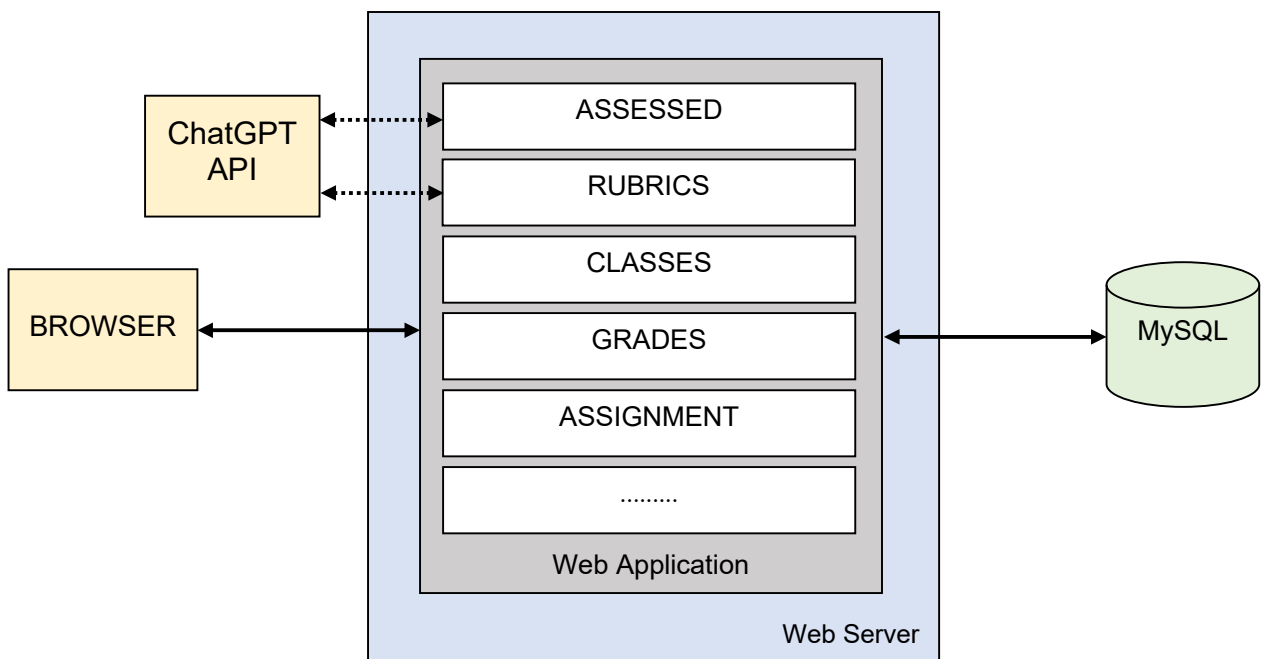 ChatGPT
API
BROWSER
ASSESSED
RUBRICS
CLASSES
GRADES
ASSIGNMENT
.........
Web Application
Web Server
MySQL